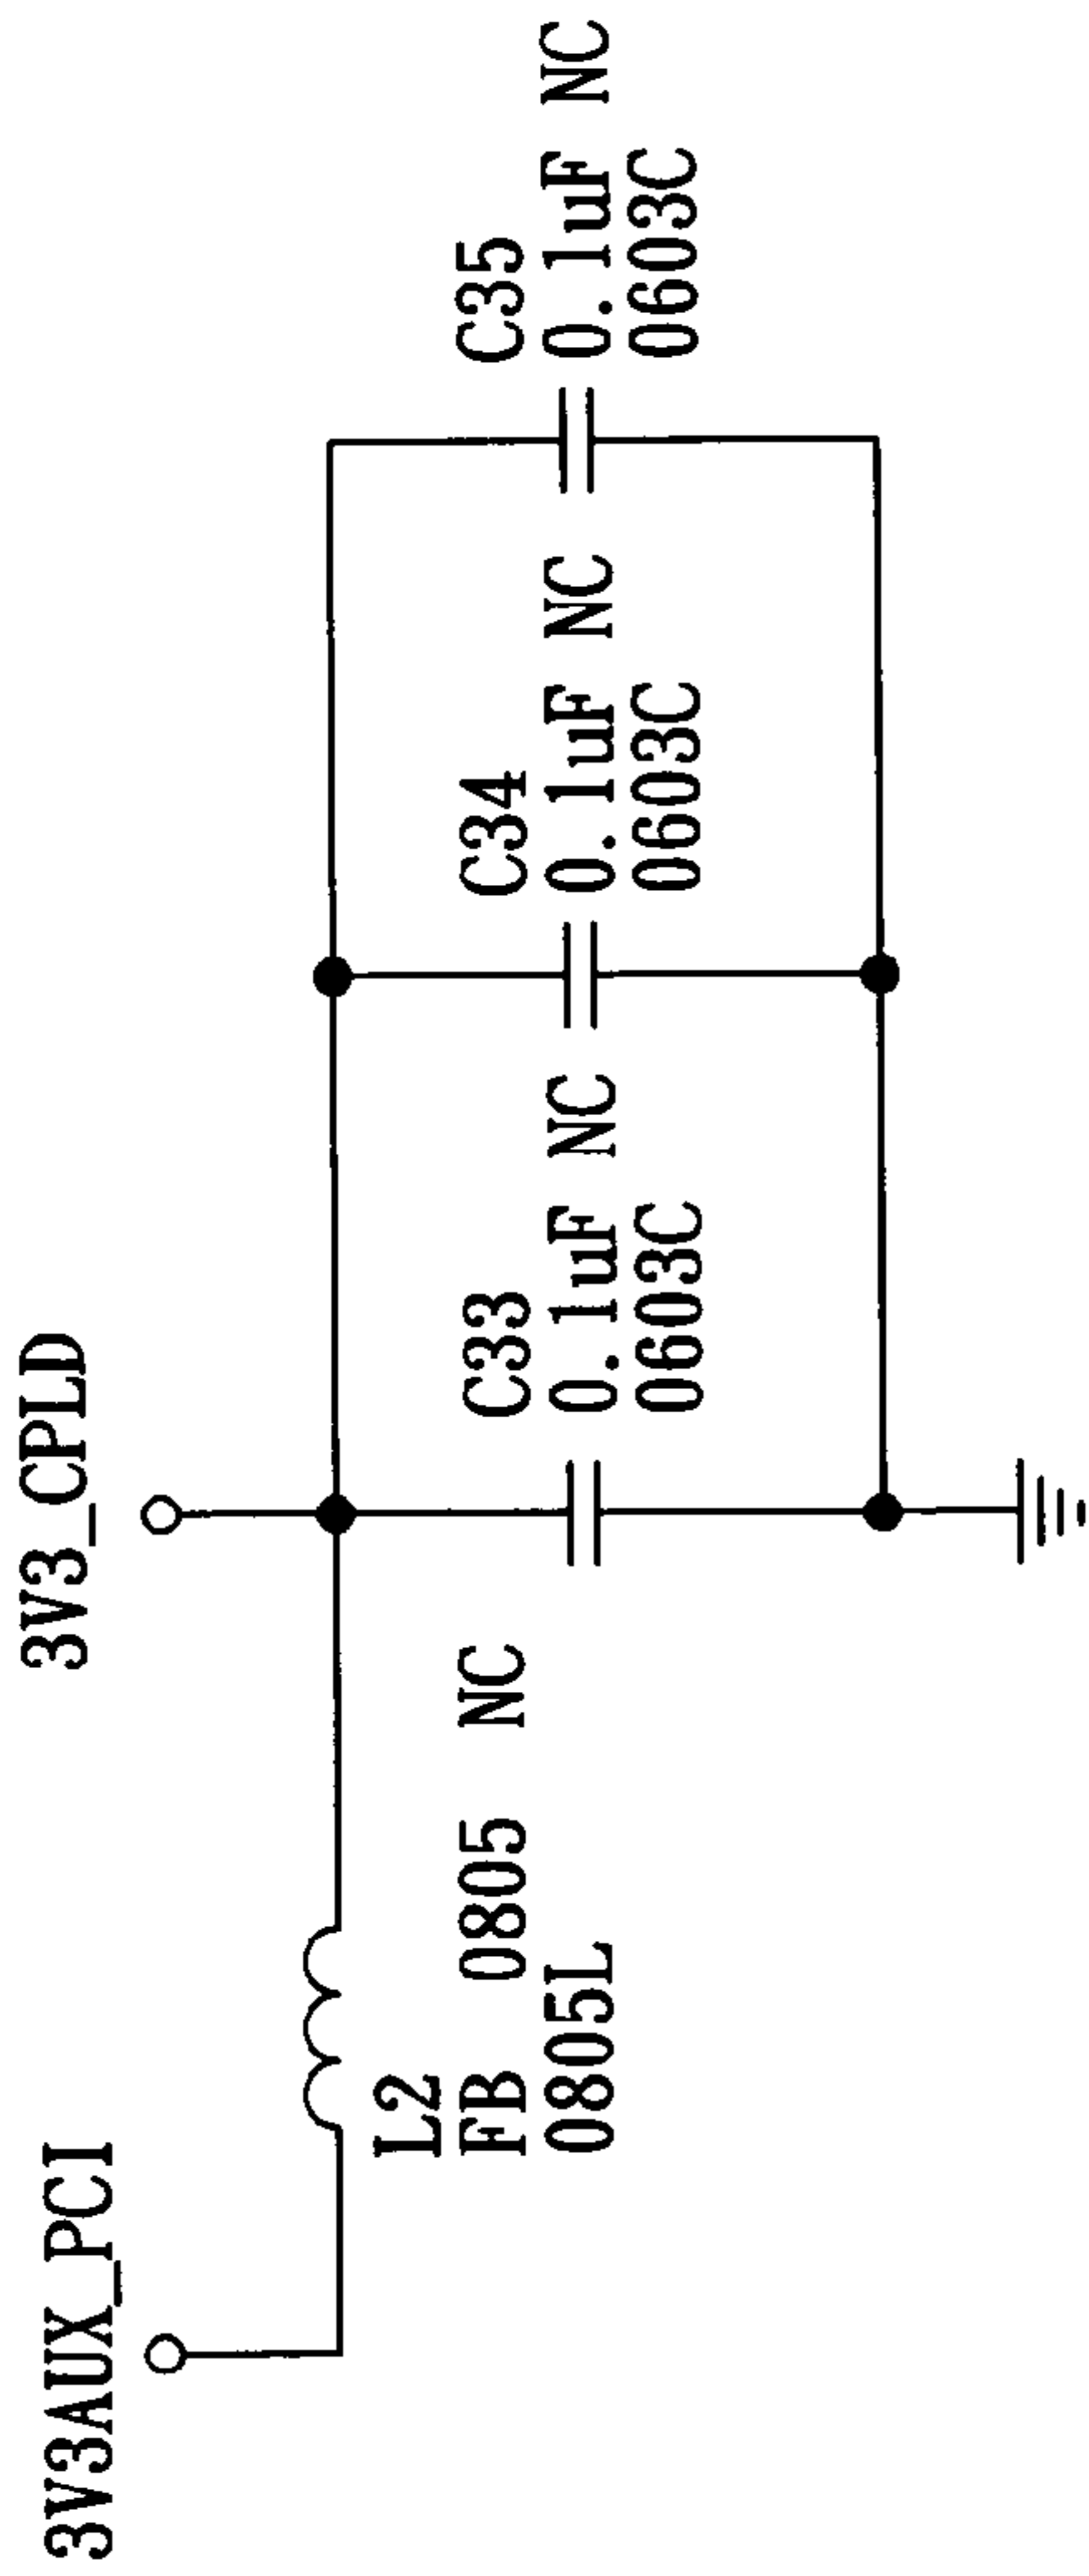 3V3AUX_PCI
3V3_CPLD
L2
FB 0805 NC
0805L
C33
0.1uF NC
0603C
C34
0.1uF NC
0603C
C35
0.1uF NC
0603C